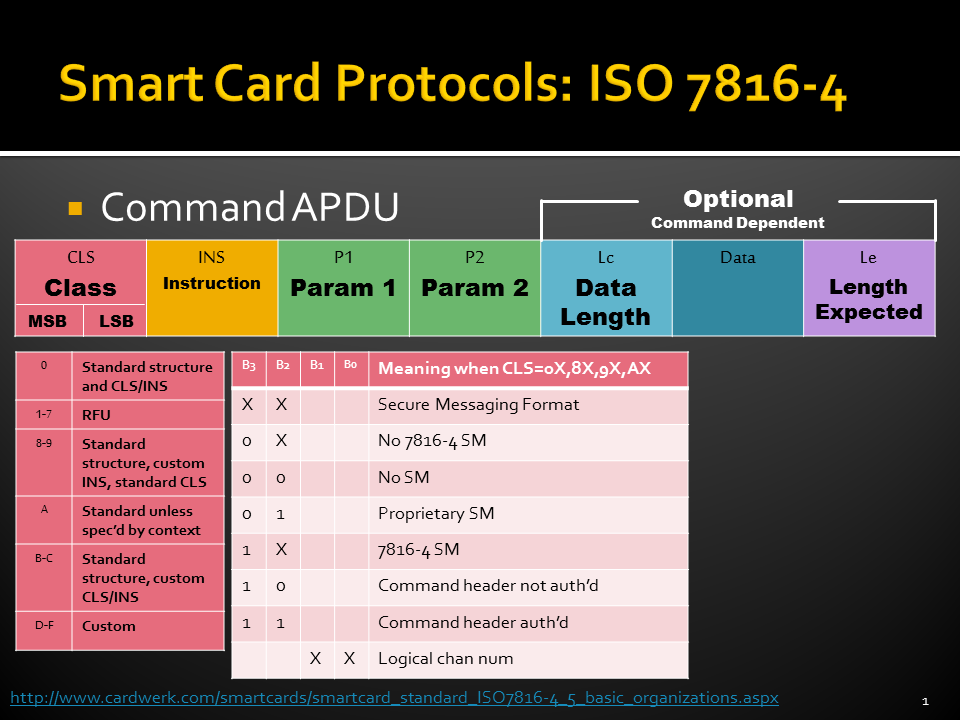 Smart Card Protocols: ISO 7816-4
Command APDU
Optional
Command Dependent
CLS INS P1 P2 Lc Data Le
Class Instruction Param 1 Param 2 Data Length
Length Expected
MSB LSB
0 Standard structure
and CLS/INS
1-7 RFU
8-9 Standard
structure, custom
INS, standard CLS
A Standard unless
spec’d by context
B-C Standard
structure, custom
CLS/INS
D-F Custom
B3 B2 B1 B0 Meaning when CLS=0X,8X,9X,AX
X X Secure Messaging Format
0 X No 7816-4 SM
0 0 No SM
0 1 Proprietary SM
1 X 7816-4 SM
1 0 Command header not auth’d
1 1 Command header auth’d
X X Logical chan num
http://www.cardwerk.com/smartcards/smartcard_standard_ISO7816-4_5_basic_organizations.aspx
1